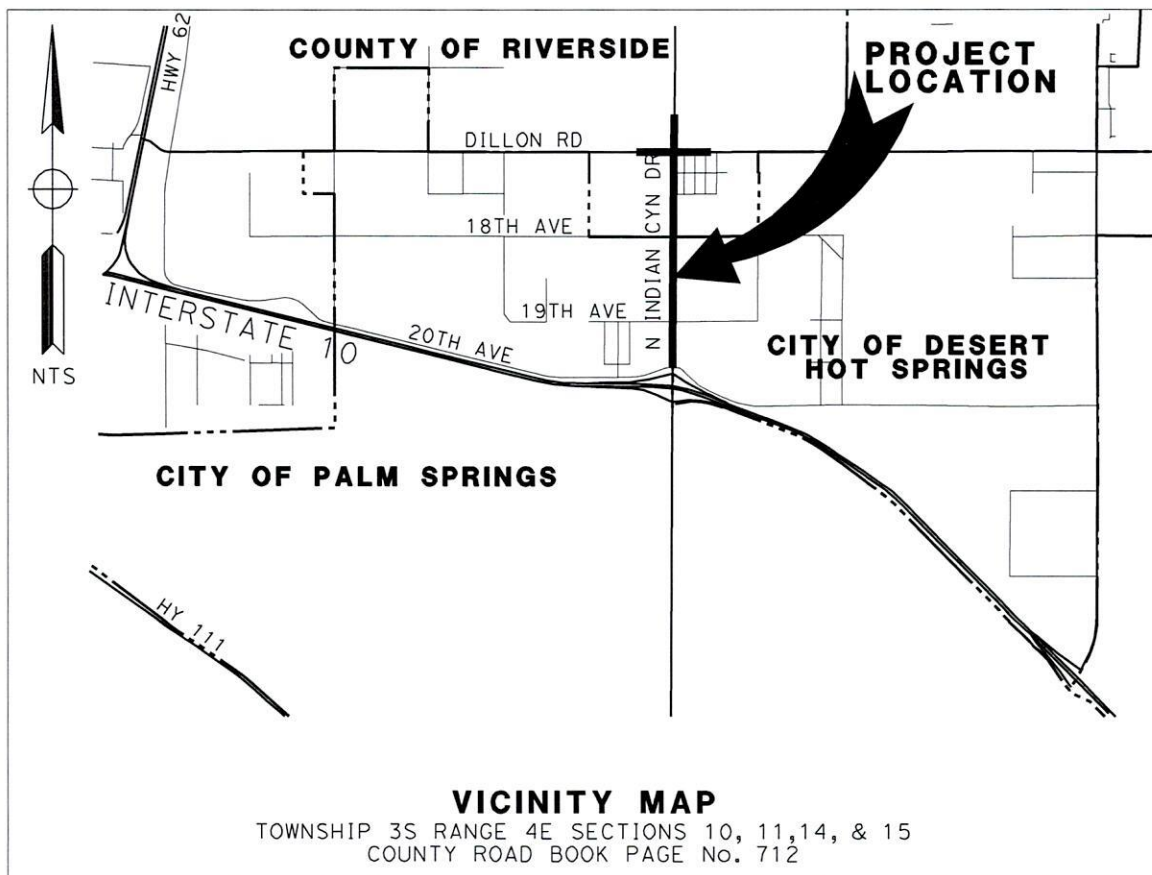 HWY 62
COUNTY OF RIVERSIDE
PROJECT
LOCATION
DILLON RD
N INDIAN CYN DR
18TH AVE
INTERSTATE 10
19TH AVE
20TH AVE
CITY OF DESERT
HOT SPRINGS
NTS
CITY OF PALM SPRINGS
HY 111
VICINITY MAP
TOWNSHIP 3S RANGE 4E SECTIONS 10, 11,14, & 15
COUNTY ROAD BOOK PAGE No. 712